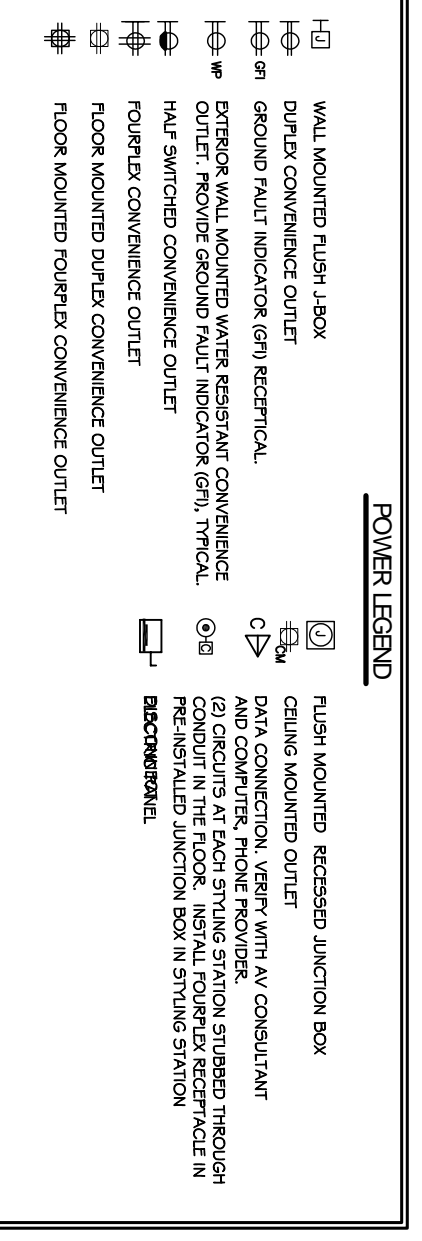 POWER LEGEND
J
WALL MOUNTED FLUSH J-BOX
DUPLEX CONVENIENCE OUTLET
GFI
GROUND FAULT INDICATOR (GFI) RECEPTICAL.
WP
EXTERIOR WALL MOUNTED WATER RESISTANT CONVENIENCE
OUTLET. PROVIDE GROUND FAULT INDICATOR (GFI), TYPICAL.
HALF SWITCHED CONVENIENCE OUTLET
FOURPLEX CONVENIENCE OUTLET
FLOOR MOUNTED DUPLEX CONVENIENCE OUTLET
FLOOR MOUNTED FOURPLEX CONVENIENCE OUTLET
J
FLUSH MOUNTED RECESSED JUNCTION BOX
CM
CEILING MOUNTED OUTLET
C
DATA CONNECTION. VERIFY WITH AV CONSULTANT
AND COMPUTER, PHONE PROVIDER.
C
(2) CIRCUITS AT EACH STYLING STATION STUBBED THROUGH
CONDUIT IN THE FLOOR. INSTALL FOURPLEX RECEPTACLE IN
PRE-INSTALLED JUNCTION BOX IN STYLING STATION
PANEL